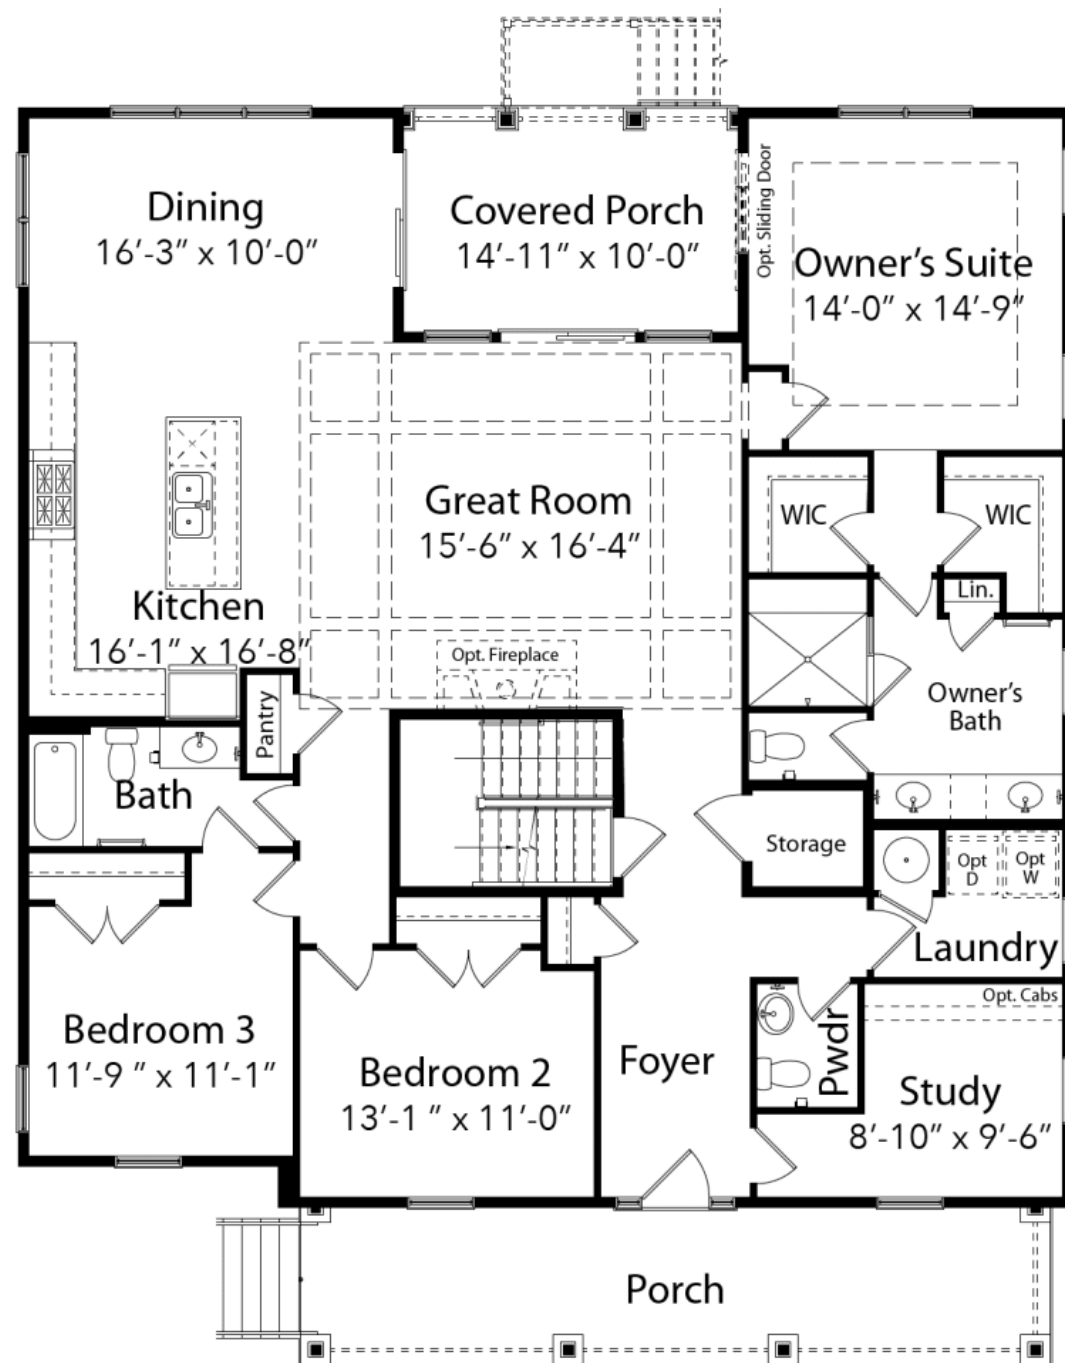 Dining
16'-3" x 10'-0"
Covered Porch
14'-11" x 10'-0"
Opt. Sliding Door
Owner's Suite
14'-0" x 14'-9"
Great Room
15'-6" x 16'-4"
WIC
WIC
Lin.
Kitchen
16'-1" x 16'-8"
Opt. Fireplace
Pantry
Owner's
Bath
Bath
Storage
Opt
D
Opt
W
Laundry
Opt. Cabs
Bedroom 3
11'-9 " x 11'-1"
Bedroom 2
13'-1 " x 11'-0"
Foyer
Pwdr
Study
8'-10" x 9'-6"
Porch